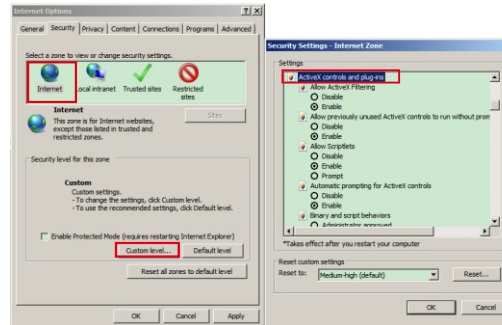 Internet Options
General Security Privacy Content Connections Programs Advanced
Select a zone to view or change security settings.
Internet Local intranet Trusted sites Restricted
sites
Internet
Sites
This zone is for Internet websites,
except those listed in trusted and
restricted zones.
Security level for this zone
Custom
Custom settings.
- To change the settings, click Custom level.
- To use the recommended settings, click Default level.
Enable Protected Mode (requires restarting Internet Explorer)
Custom level... Default level
Reset all zones to default level
OK Cancel Apply
Security Settings - Internet Zone
Settings
ActiveX controls and plug-ins
Allow ActiveX Filtering
Disable
Enable
Allow previously unused ActiveX controls to run without prom
Disable
Enable
Allow Scriptlets
Disable
Enable
Prompt
Automatic prompting for ActiveX controls
Disable
Enable
Binary and script behaviors
Administrator approved
*Takes effect after you restart your computer
Reset custom settings
Reset to: Medium-high (default) Reset...
OK Cancel